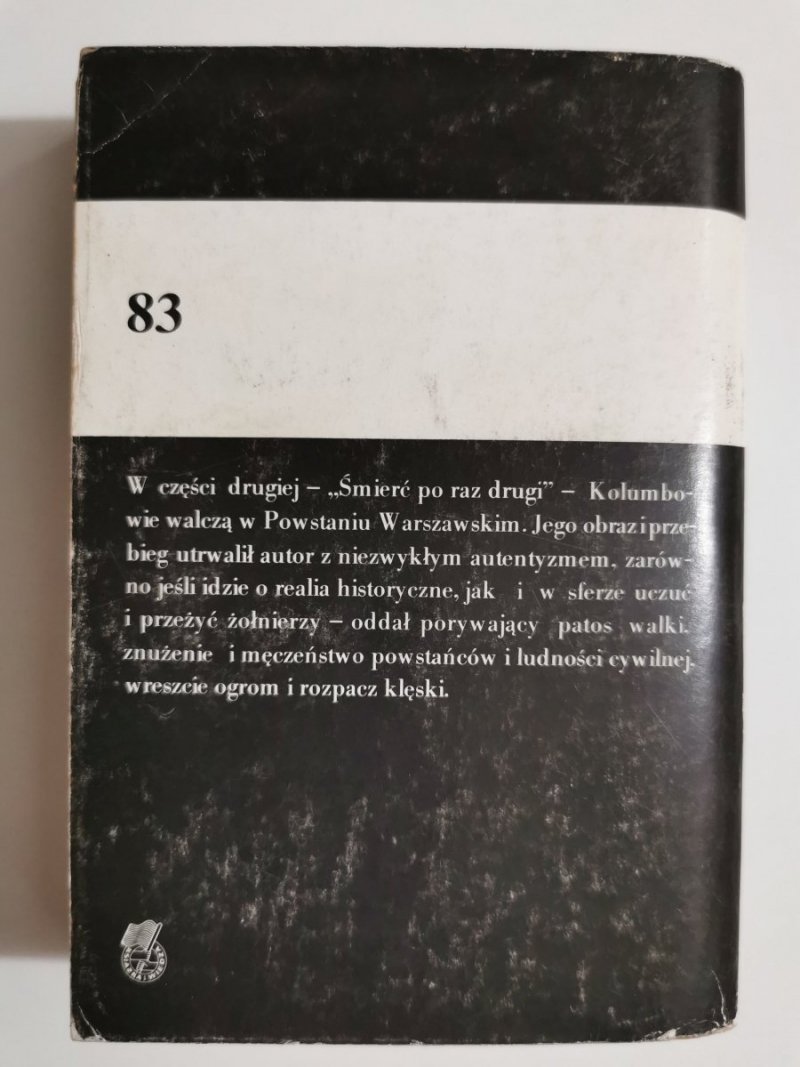 83
W części drugiej – „Śmierć po raz drugi” – Kolumbo-
wie walczą w Powstaniu Warszawskim. Jego obraz i prze-
bieg utrwalił autor z niezwykłym autentyzmem, zarów-
no jeśli idzie o realia historyczne, jak i w sferze uczuć
i przeżyć żołnierzy – oddał porywający patos walki,
znużenie i męczeństwo powstańców i ludności cywilnej,
wreszcie ogrom i rozpacz klęski.